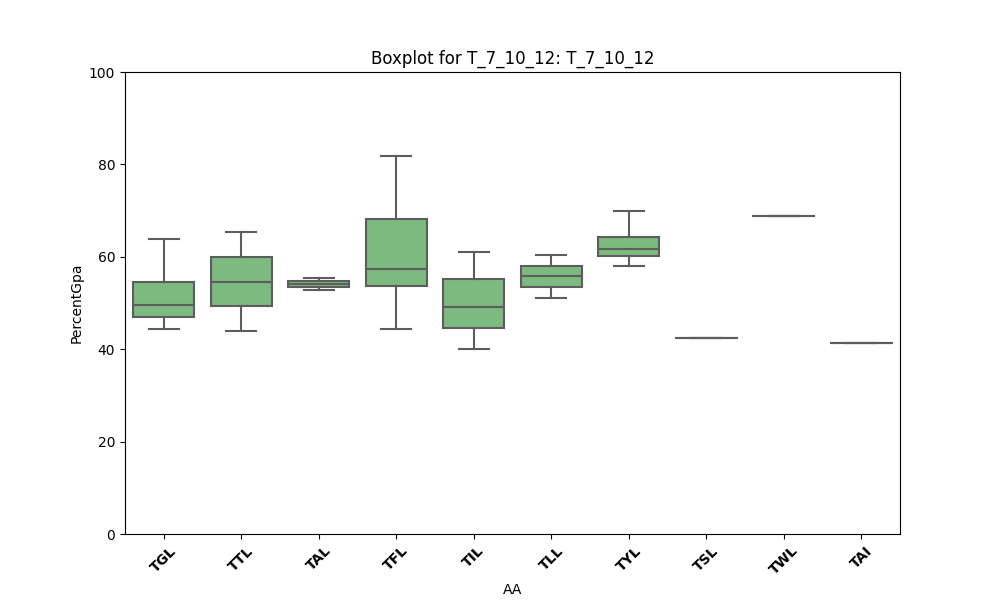 Boxplot for T_7_10_12: T_7_10_12
PercentGpa
100
80
60
40
20
0
TGL
TTL
TAL
TFL
TIL
TLL
TYL
TSL
TWL
TAI
AA